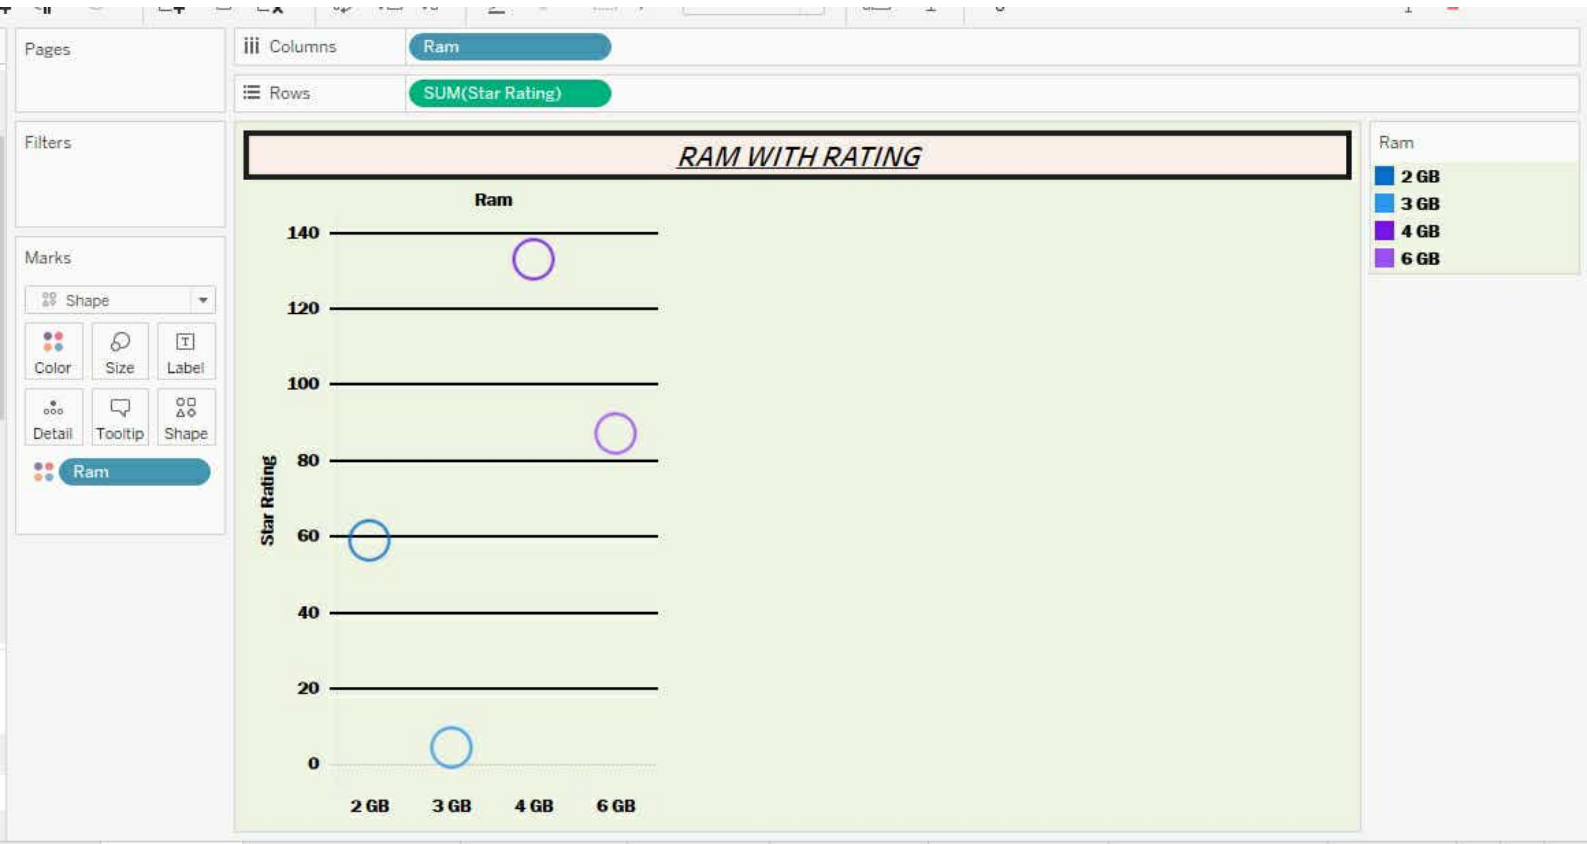 Pages
Columns
Ram
Rows
SUM(Star Rating)
Filters
Marks
Shape
Color
Size
Label
Detail
Tooltip
Shape
Ram
RAM WITH RATING
Ram
140
120
100
80
60
40
20
0
Star Rating
2 GB
3 GB
4 GB
6 GB
Ram
2 GB
3 GB
4 GB
6 GB